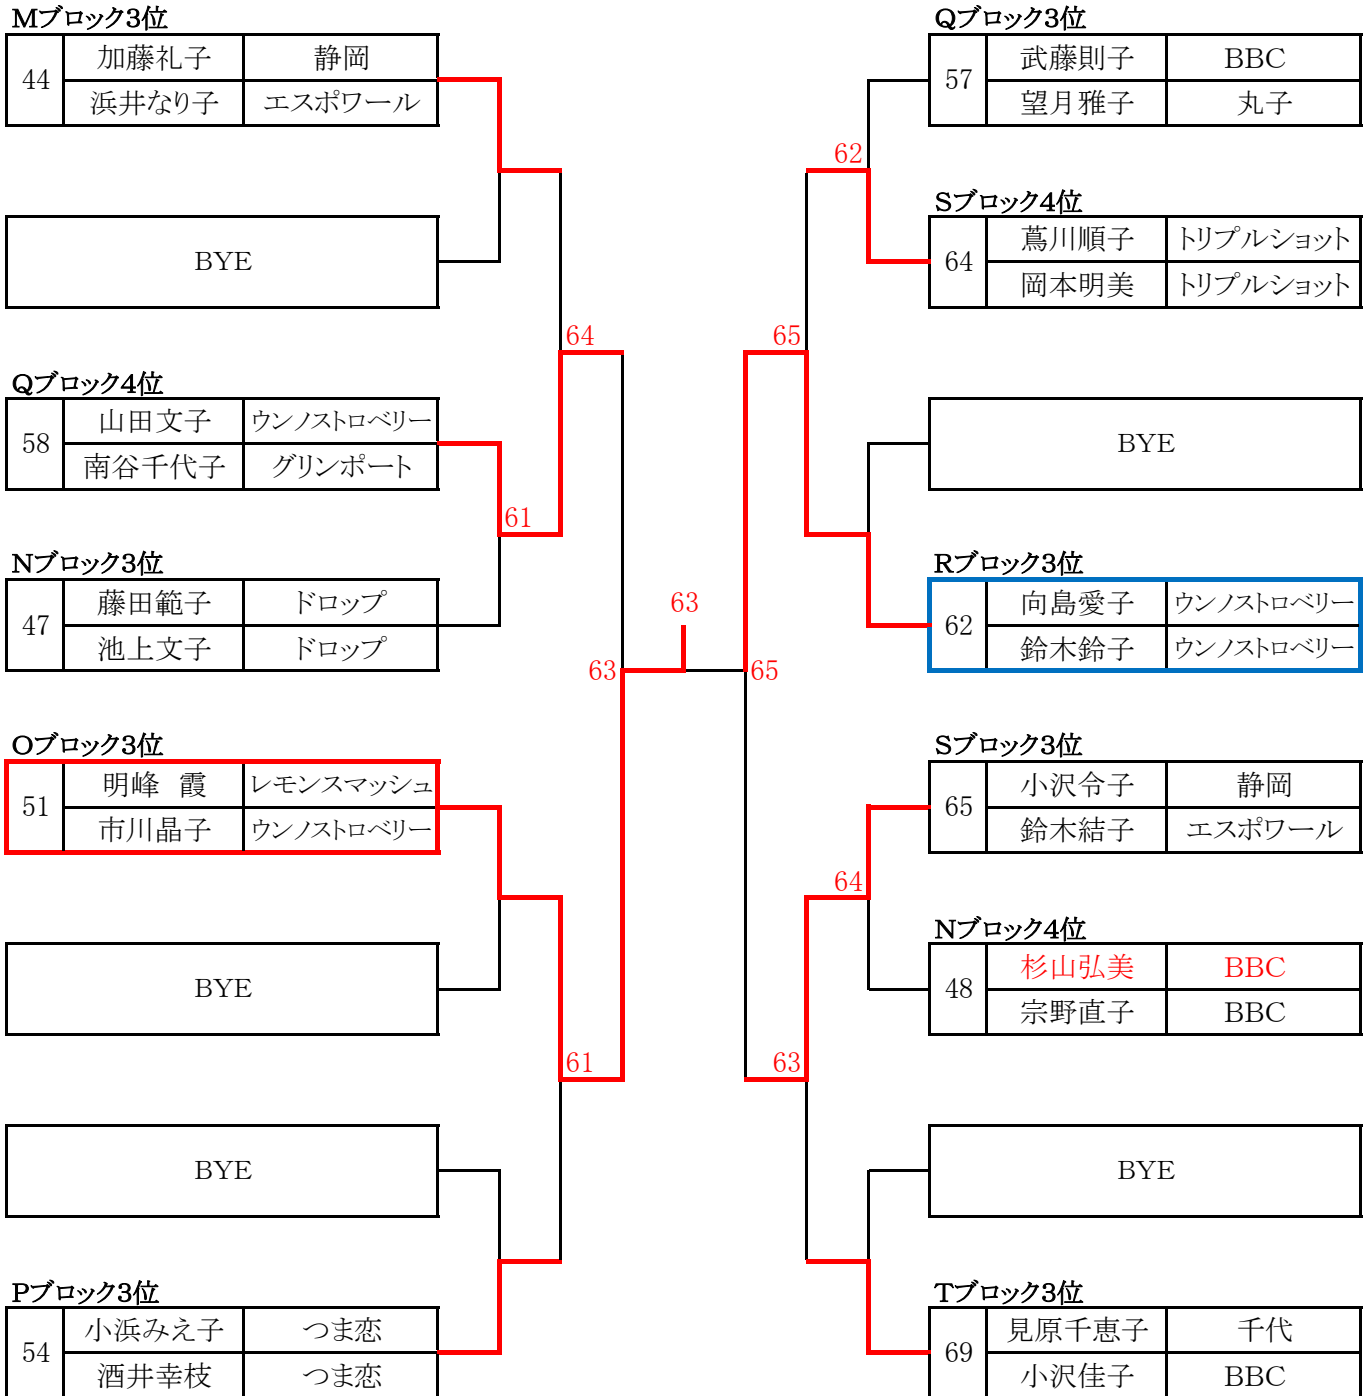 Mブロック3位
44 加藤礼子 静岡
浜井なり子 エスポワール
BYE
64
Qブロック4位
58 山田文子 ウンノストロベリー
南谷千代子 グリンポート
61
Nブロック3位
47 藤田範子 ドロップ
池上文子 ドロップ
63
63
Oブロック3位
51 明峰 霞 レモンスマッシュ
市川晶子 ウンノストロベリー
BYE
61
BYE
Pブロック3位
54 小浜みえ子 つま恋
酒井幸枝 つま恋
Qブロック3位
57 武藤則子 BBC
望月雅子 丸子
62
Sブロック4位
64 蔦川順子 トリプルショット
岡本明美 トリプルショット
65
BYE
Rブロック3位
62 向島愛子 ウンノストロベリー
鈴木鈴子 ウンノストロベリー
65
Sブロック3位
65 小沢令子 静岡
鈴木結子 エスポワール
64
Nブロック4位
48 杉山弘美 BBC
宗野直子 BBC
63
BYE
Tブロック3位
69 見原千恵子 千代
小沢佳子 BBC